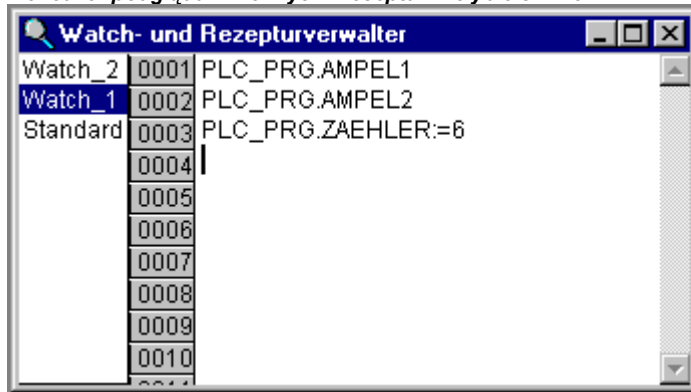 Watch- und Rezepturverwalter
Watch_2 0001 PLC_PRG.AMPEL1
Watch_1 0002 PLC_PRG.AMPEL2
Standard 0003 PLC_PRG.ZAEHLER:=6
0004
0005
0006
0007
0008
0009
0010